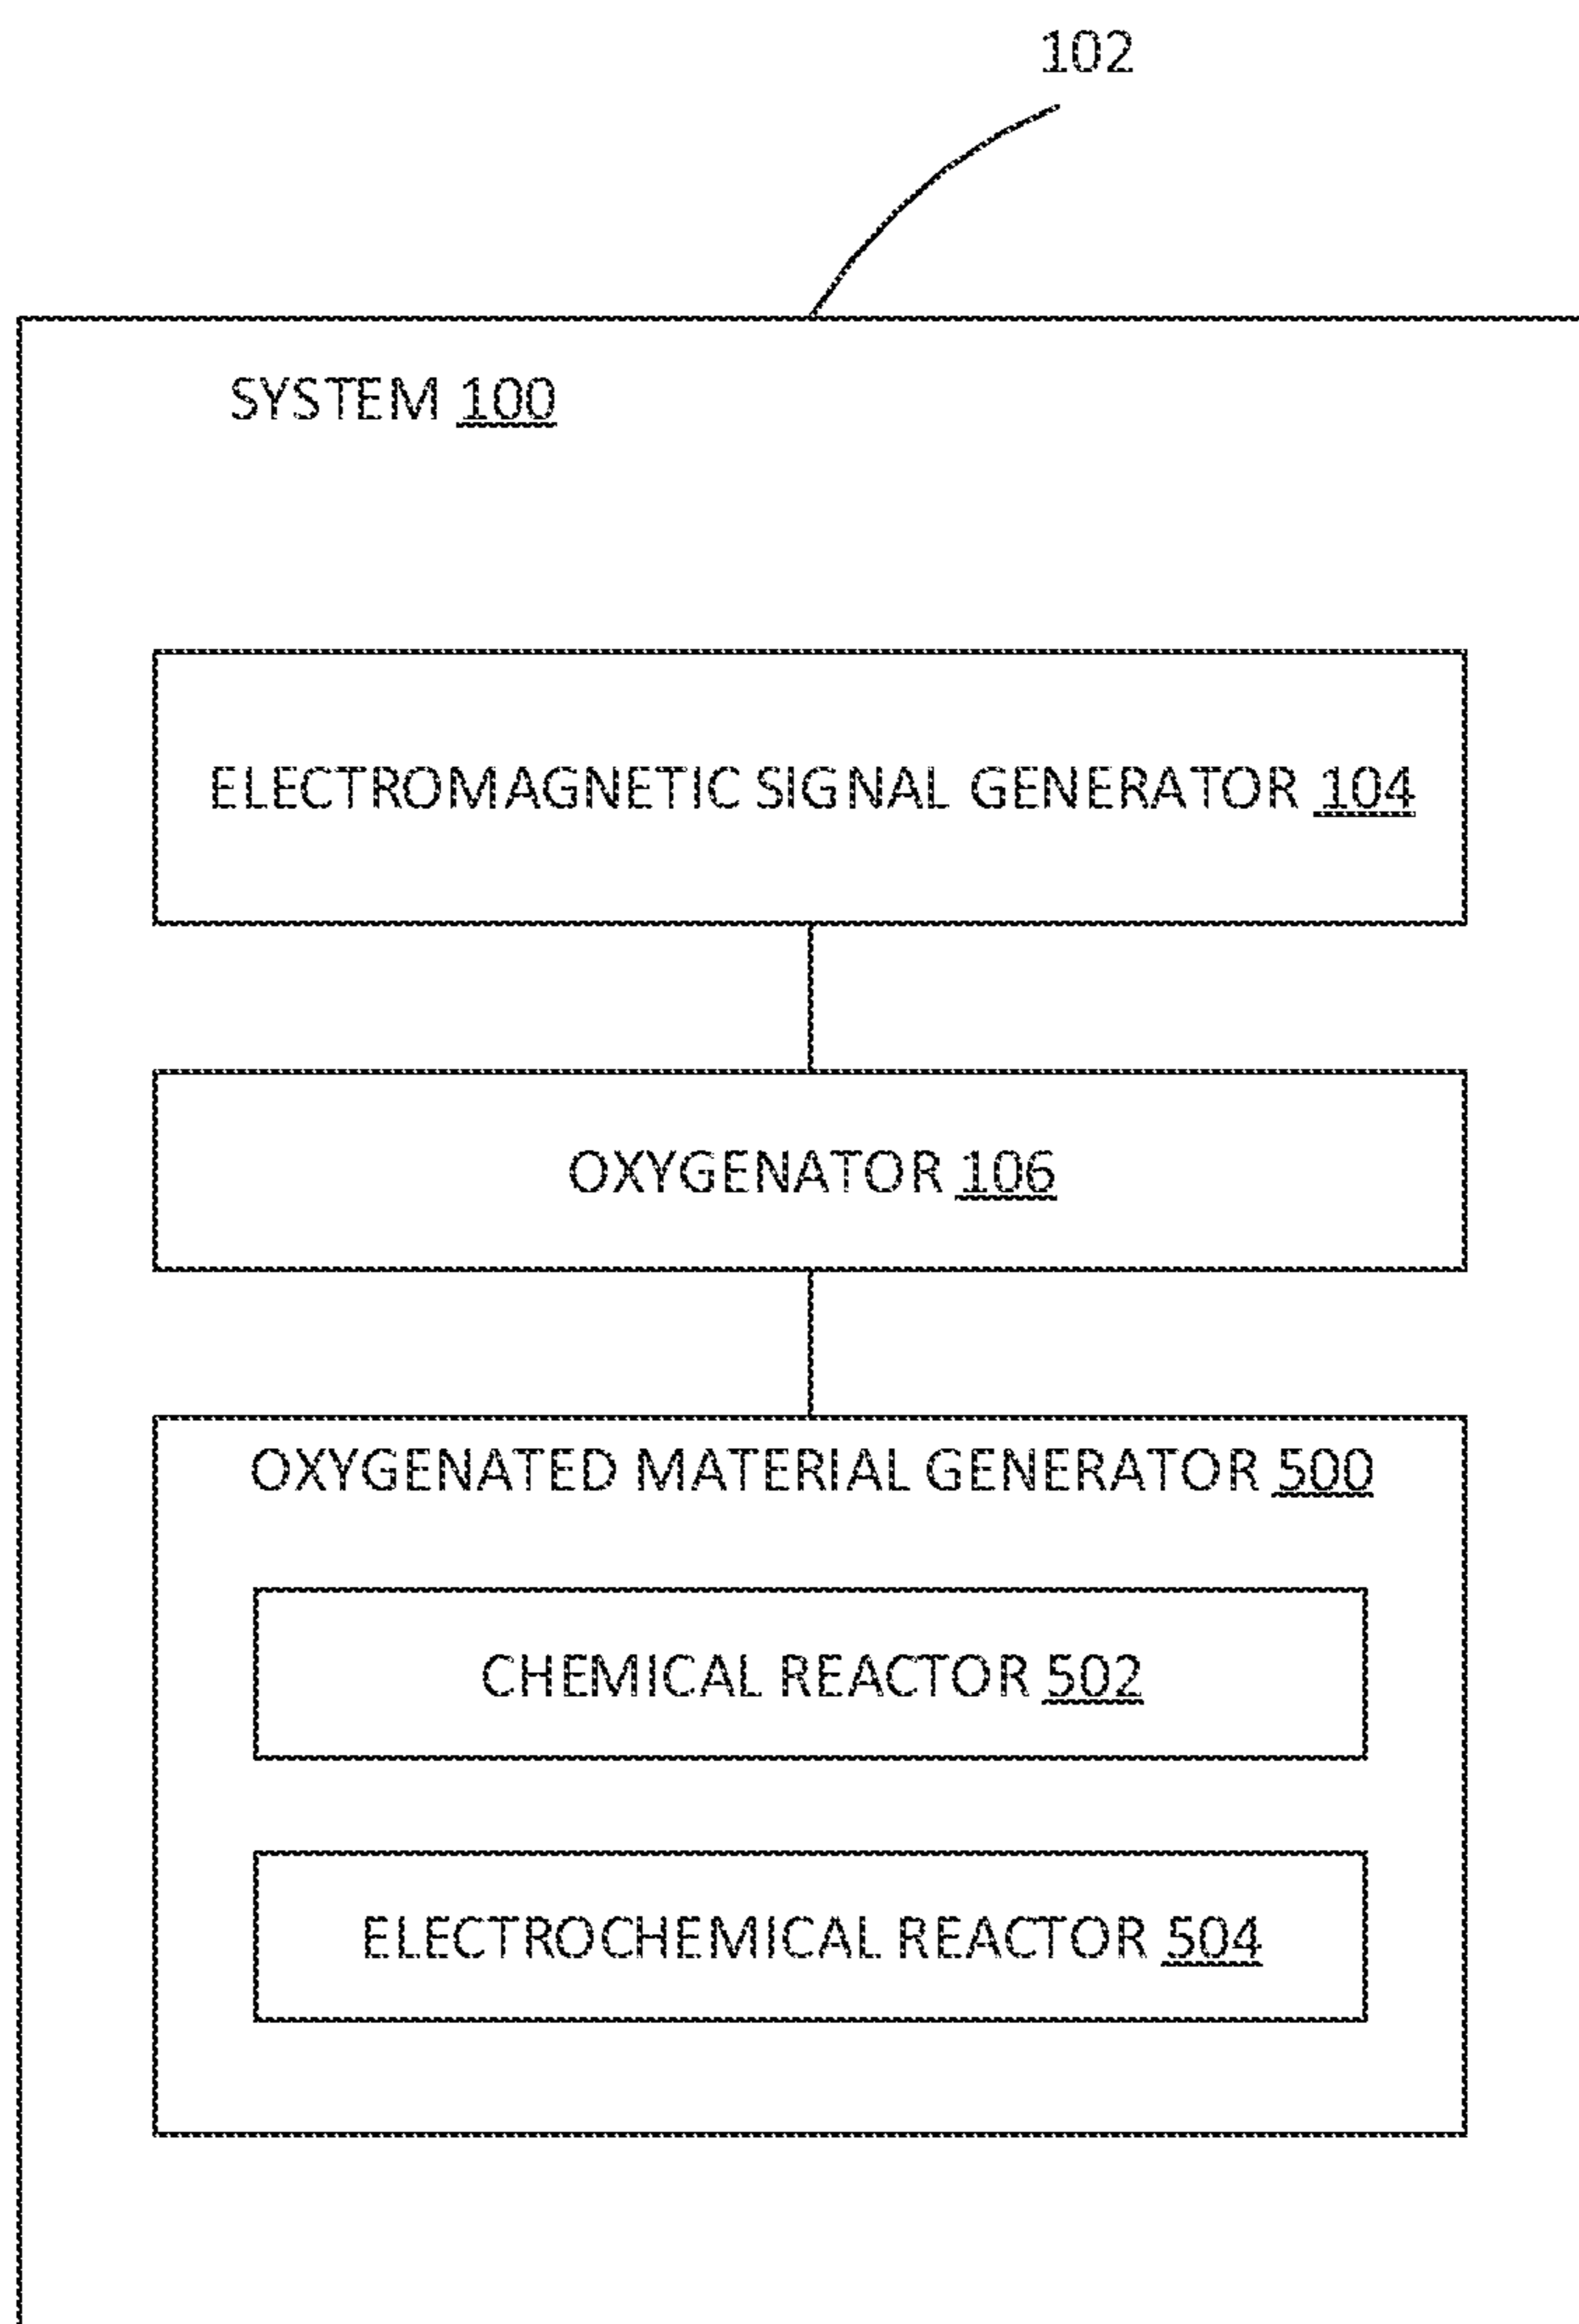 102
SYSTEM 100
ELECTROMAGNETIC SIGNAL GENERATOR 104
OXYGENATOR 106
OXYGENATED MATERIAL GENERATOR 500
CHEMICAL REACTOR 502
ELECTROCHEMICAL REACTOR 504